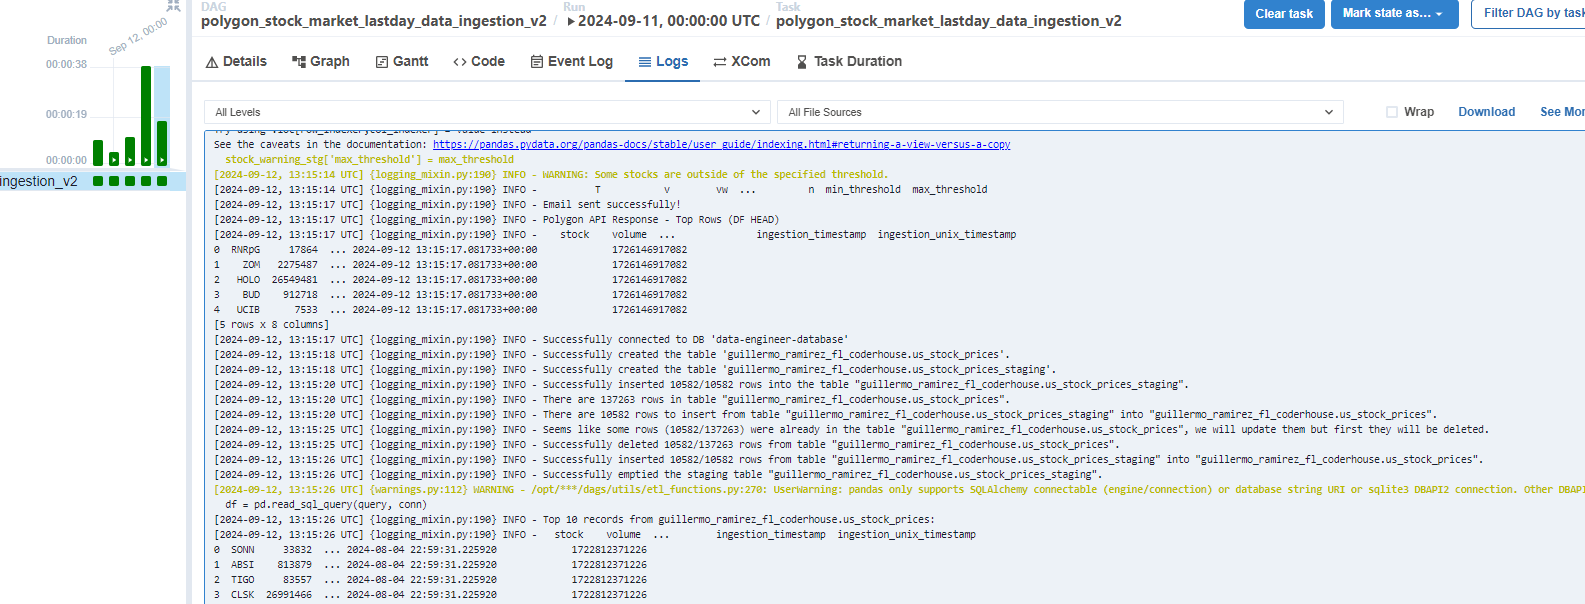 DAG
polygon_stock_market_lastday_data_ingestion_v2 /
Run
2024-09-11, 00:00:00 UTC /
Task
polygon_stock_market_lastday_data_ingestion_v2
Clear task
Mark state as...
Filter DAG by task
Duration
Sep 12, 00:00
00:00:38
00:00:19
00:00:00
ingestion_v2
Details
Graph
Gantt
Code
Event Log
Logs
XCom
Task Duration
All Levels
All File Sources
Wrap
Download
See Mor
Try using .loc[row_indexer,col_indexer] = value instead
See the caveats in the documentation: https://pandas.pydata.org/pandas-docs/stable/user_guide/indexing.html#returning-a-view-versus-a-copy
stock_warning_stg['max_threshold'] = max_threshold
[2024-09-12, 13:15:14 UTC] {logging_mixin.py:190} INFO - WARNING: Some stocks are outside of the specified threshold.
[2024-09-12, 13:15:14 UTC] {logging_mixin.py:190} INFO -          T           v        vw  ...         n  min_threshold  max_threshold
[2024-09-12, 13:15:17 UTC] {logging_mixin.py:190} INFO - Email sent successfully!
[2024-09-12, 13:15:17 UTC] {logging_mixin.py:190} INFO - Polygon API Response - Top Rows (DF HEAD)
[2024-09-12, 13:15:17 UTC] {logging_mixin.py:190} INFO -    stock    volume  ...              ingestion_timestamp  ingestion_unix_timestamp
0  RNRpG     17864  ... 2024-09-12 13:15:17.081733+00:00             1726146917082
1    ZOM   2275487  ... 2024-09-12 13:15:17.081733+00:00             1726146917082
2   HOLO  26549481  ... 2024-09-12 13:15:17.081733+00:00             1726146917082
3    BUD    912718  ... 2024-09-12 13:15:17.081733+00:00             1726146917082
4   UCIB      7533  ... 2024-09-12 13:15:17.081733+00:00             1726146917082
[5 rows x 8 columns]
[2024-09-12, 13:15:17 UTC] {logging_mixin.py:190} INFO - Successfully connected to DB 'data-engineer-database'
[2024-09-12, 13:15:18 UTC] {logging_mixin.py:190} INFO - Successfully created the table 'guillermo_ramirez_fl_coderhouse.us_stock_prices'.
[2024-09-12, 13:15:18 UTC] {logging_mixin.py:190} INFO - Successfully created the table 'guillermo_ramirez_fl_coderhouse.us_stock_prices_staging'.
[2024-09-12, 13:15:20 UTC] {logging_mixin.py:190} INFO - Successfully inserted 10582/10582 rows into the table "guillermo_ramirez_fl_coderhouse.us_stock_prices_staging".
[2024-09-12, 13:15:20 UTC] {logging_mixin.py:190} INFO - There are 137263 rows in table "guillermo_ramirez_fl_coderhouse.us_stock_prices".
[2024-09-12, 13:15:20 UTC] {logging_mixin.py:190} INFO - There are 10582 rows to insert from table "guillermo_ramirez_fl_coderhouse.us_stock_prices_staging" into "guillermo_ramirez_fl_coderhouse.us_stock_prices".
[2024-09-12, 13:15:25 UTC] {logging_mixin.py:190} INFO - Seems like some rows (10582/137263) were already in the table "guillermo_ramirez_fl_coderhouse.us_stock_prices", we will update them but first they will be deleted.
[2024-09-12, 13:15:25 UTC] {logging_mixin.py:190} INFO - Successfully deleted 10582/137263 rows from table "guillermo_ramirez_fl_coderhouse.us_stock_prices".
[2024-09-12, 13:15:26 UTC] {logging_mixin.py:190} INFO - Successfully inserted 10582/10582 rows from table "guillermo_ramirez_fl_coderhouse.us_stock_prices_staging" into "guillermo_ramirez_fl_coderhouse.us_stock_prices".
[2024-09-12, 13:15:26 UTC] {logging_mixin.py:190} INFO - Successfully emptied the staging table "guillermo_ramirez_fl_coderhouse.us_stock_prices_staging".
[2024-09-12, 13:15:26 UTC] {warnings.py:112} WARNING - /opt/***/dags/utils/etl_functions.py:270: UserWarning: pandas only supports SQLAlchemy connectable (engine/connection) or database string URI or sqlite3 DBAPI2 connection. Other DBAPI
df = pd.read_sql_query(query, conn)
[2024-09-12, 13:15:26 UTC] {logging_mixin.py:190} INFO - Top 10 records from guillermo_ramirez_fl_coderhouse.us_stock_prices:
[2024-09-12, 13:15:26 UTC] {logging_mixin.py:190} INFO -   stock    volume  ...        ingestion_timestamp  ingestion_unix_timestamp
0  SONN     33832  ... 2024-08-04 22:59:31.225920             1722812371226
1  ABSI    813879  ... 2024-08-04 22:59:31.225920             1722812371226
2  TIGO     83557  ... 2024-08-04 22:59:31.225920             1722812371226
3  CLSK  26991466  ... 2024-08-04 22:59:31.225920             1722812371226